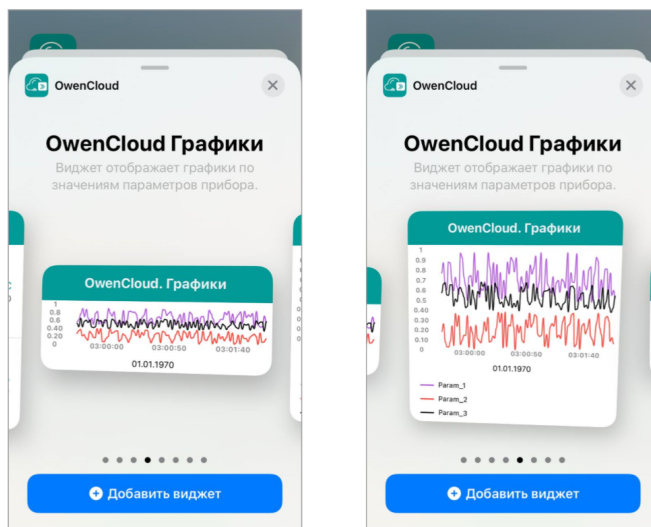 OwenCloud
OwenCloud Графики
Виджет отображает графики по
значениям параметров прибора.
OwenCloud. Графики
1
0.8
0.6
0.40
0.20
0
03:00:00 03:00:50 03:01:40
01.01.1970
Добавить виджет
OwenCloud
OwenCloud Графики
Виджет отображает графики по
значениям параметров прибора.
OwenCloud. Графики
1
0.9
0.8
0.7
0.6
0.5
0.40
0.30
0.20
0.10
0
03:00:00 03:00:50 03:01:40
01.01.1970
Param_1
Param_2
Param_3
Добавить виджет